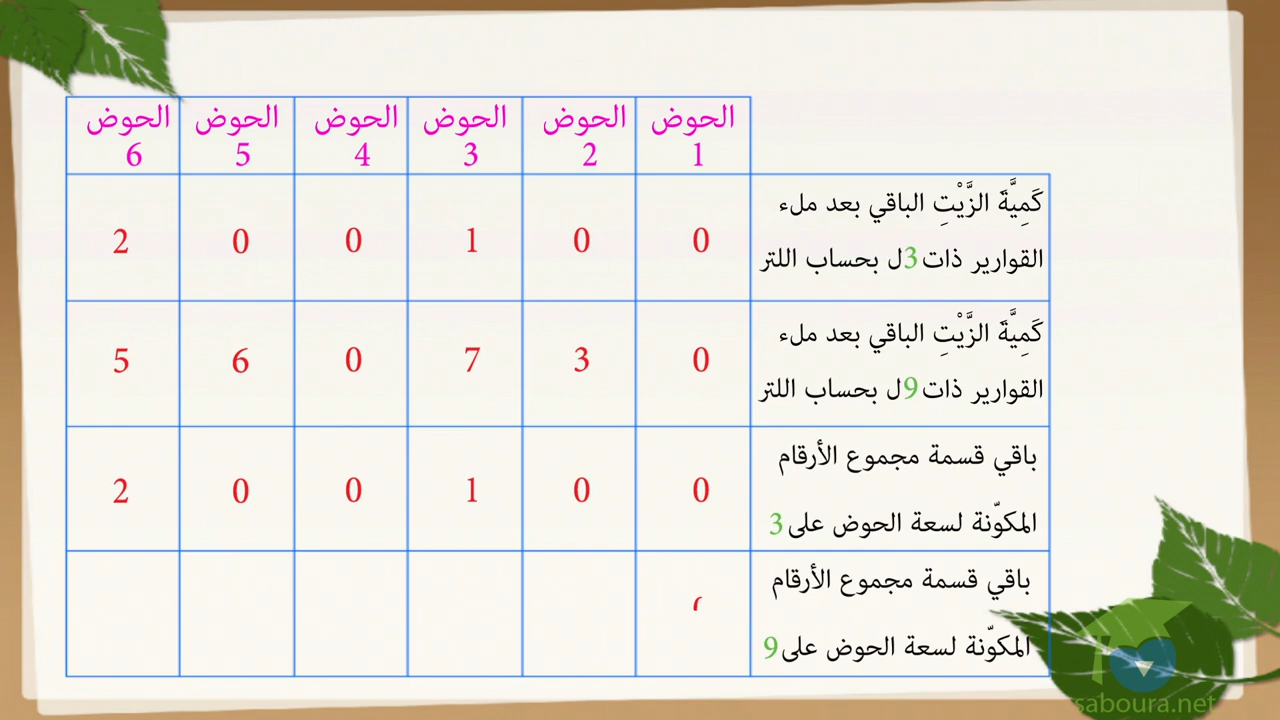 الحوض 1 الحوض 2 الحوض 3 الحوض 4 الحوض 5 الحوض 6
كَمِيَّةَ الزَّيْتِ الباقي بعد ملء
القوارير ذات 3ل بحساب اللتر
0 0 1 0 0 2
كَمِيَّةَ الزَّيْتِ الباقي بعد ملء
القوارير ذات 9ل بحساب اللتر
0 3 7 0 6 5
باقي قسمة مجموع الأرقام
المكوّنة لسعة الحوض على 3
0 0 1 0 0 2
باقي قسمة مجموع الأرقام
المكوّنة لسعة الحوض على 9
saboura.net